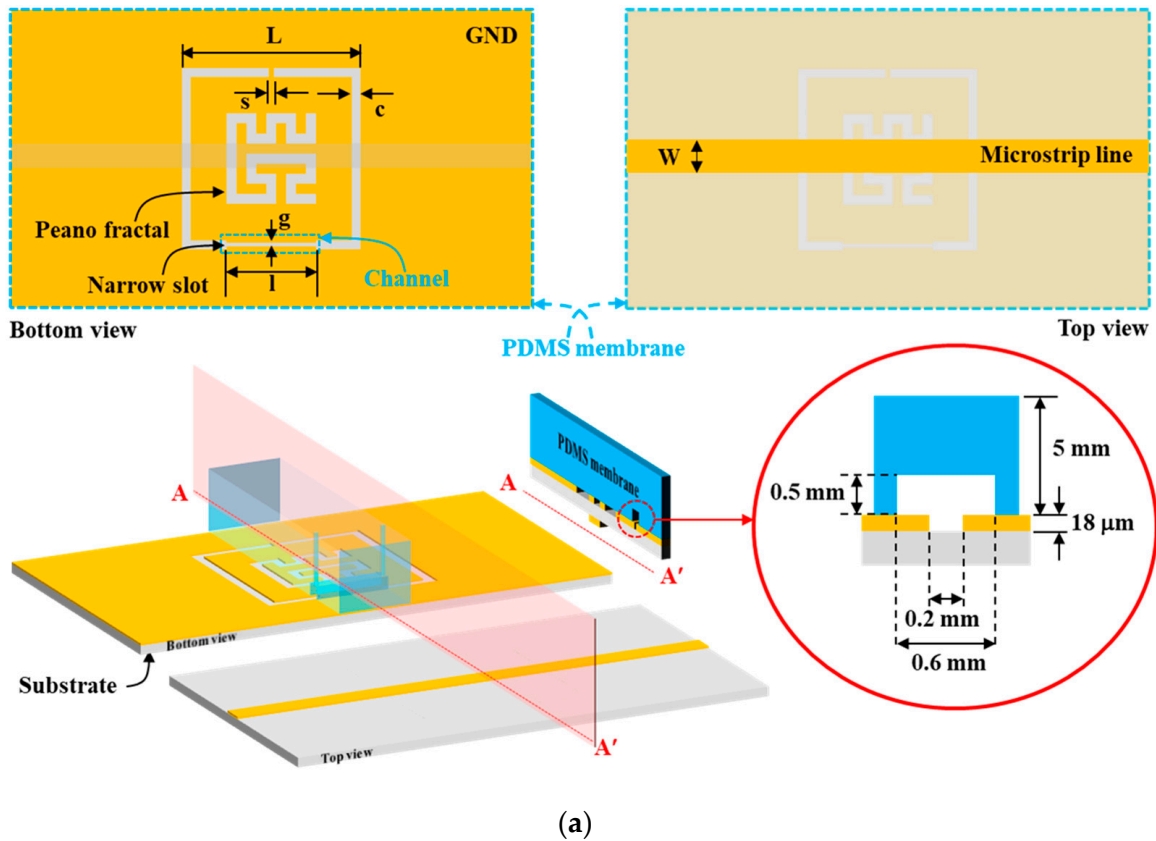 L
GND
s
c
Peano fractal
g
Narrow slot
l
Channel
Bottom view
W
Microstrip line
Top view
PDMS membrane
A
A′
Bottom view
Substrate
Top view
PDMS membrane
A
A′
0.5 mm
5 mm
18 μm
0.2 mm
0.6 mm
(a)